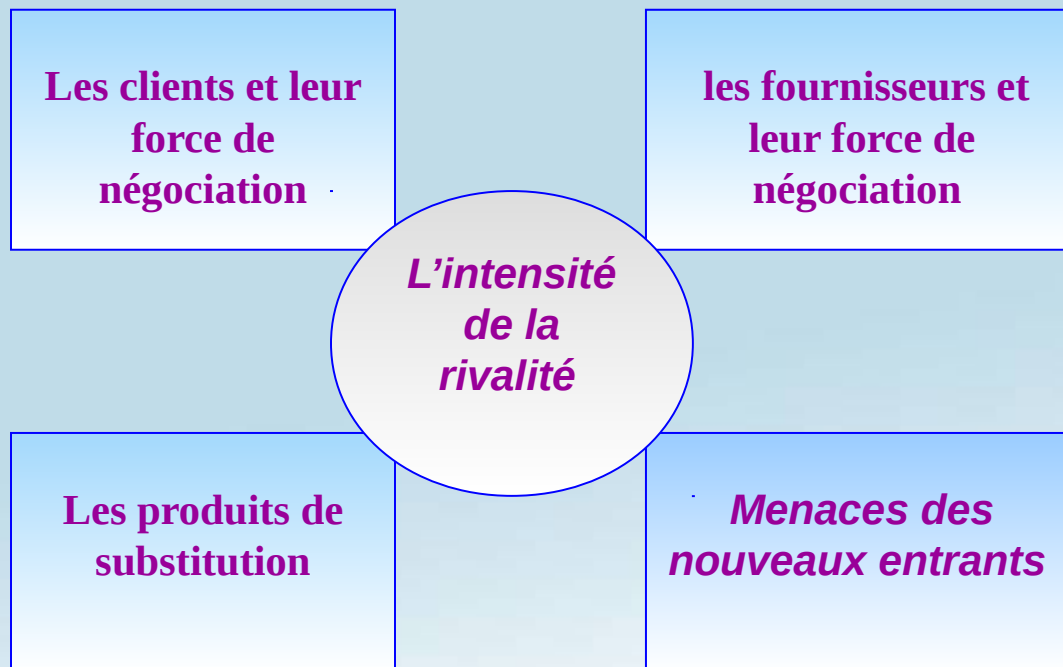 Les clients et leur
force de
négociation
les fournisseurs et
leur force de
négociation
L’intensité
de la
rivalité
Les produits de
substitution
Menaces des
nouveaux entrants